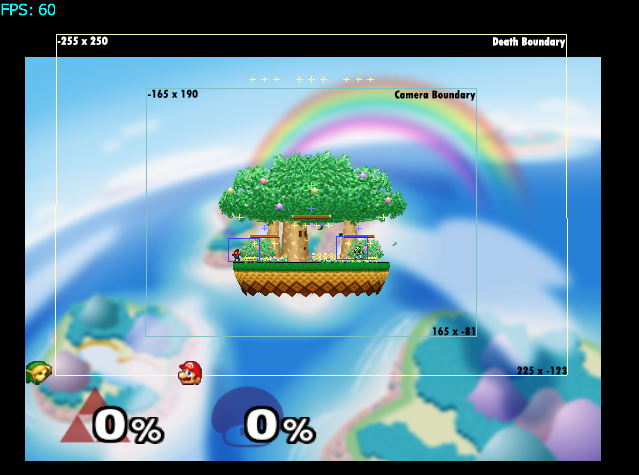 FPS: 60
-255 x 250
Death Boundary
-165 x 190
Camera Boundary
165 x -81
225 x -123
0%
0%